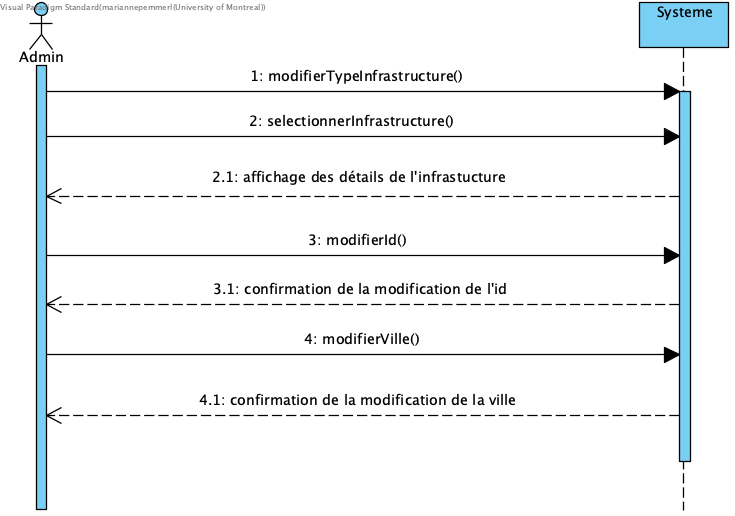 Visual Paradigm Standard(mariannepemmerl(University of Montreal))
Systeme
Admin
1: modifierTypeInfrastructure()
2: selectionnerInfrastructure()
2.1: affichage des détails de l'infrastucture
3: modifierId()
3.1: confirmation de la modification de l'id
4: modifierVille()
4.1: confirmation de la modification de la ville